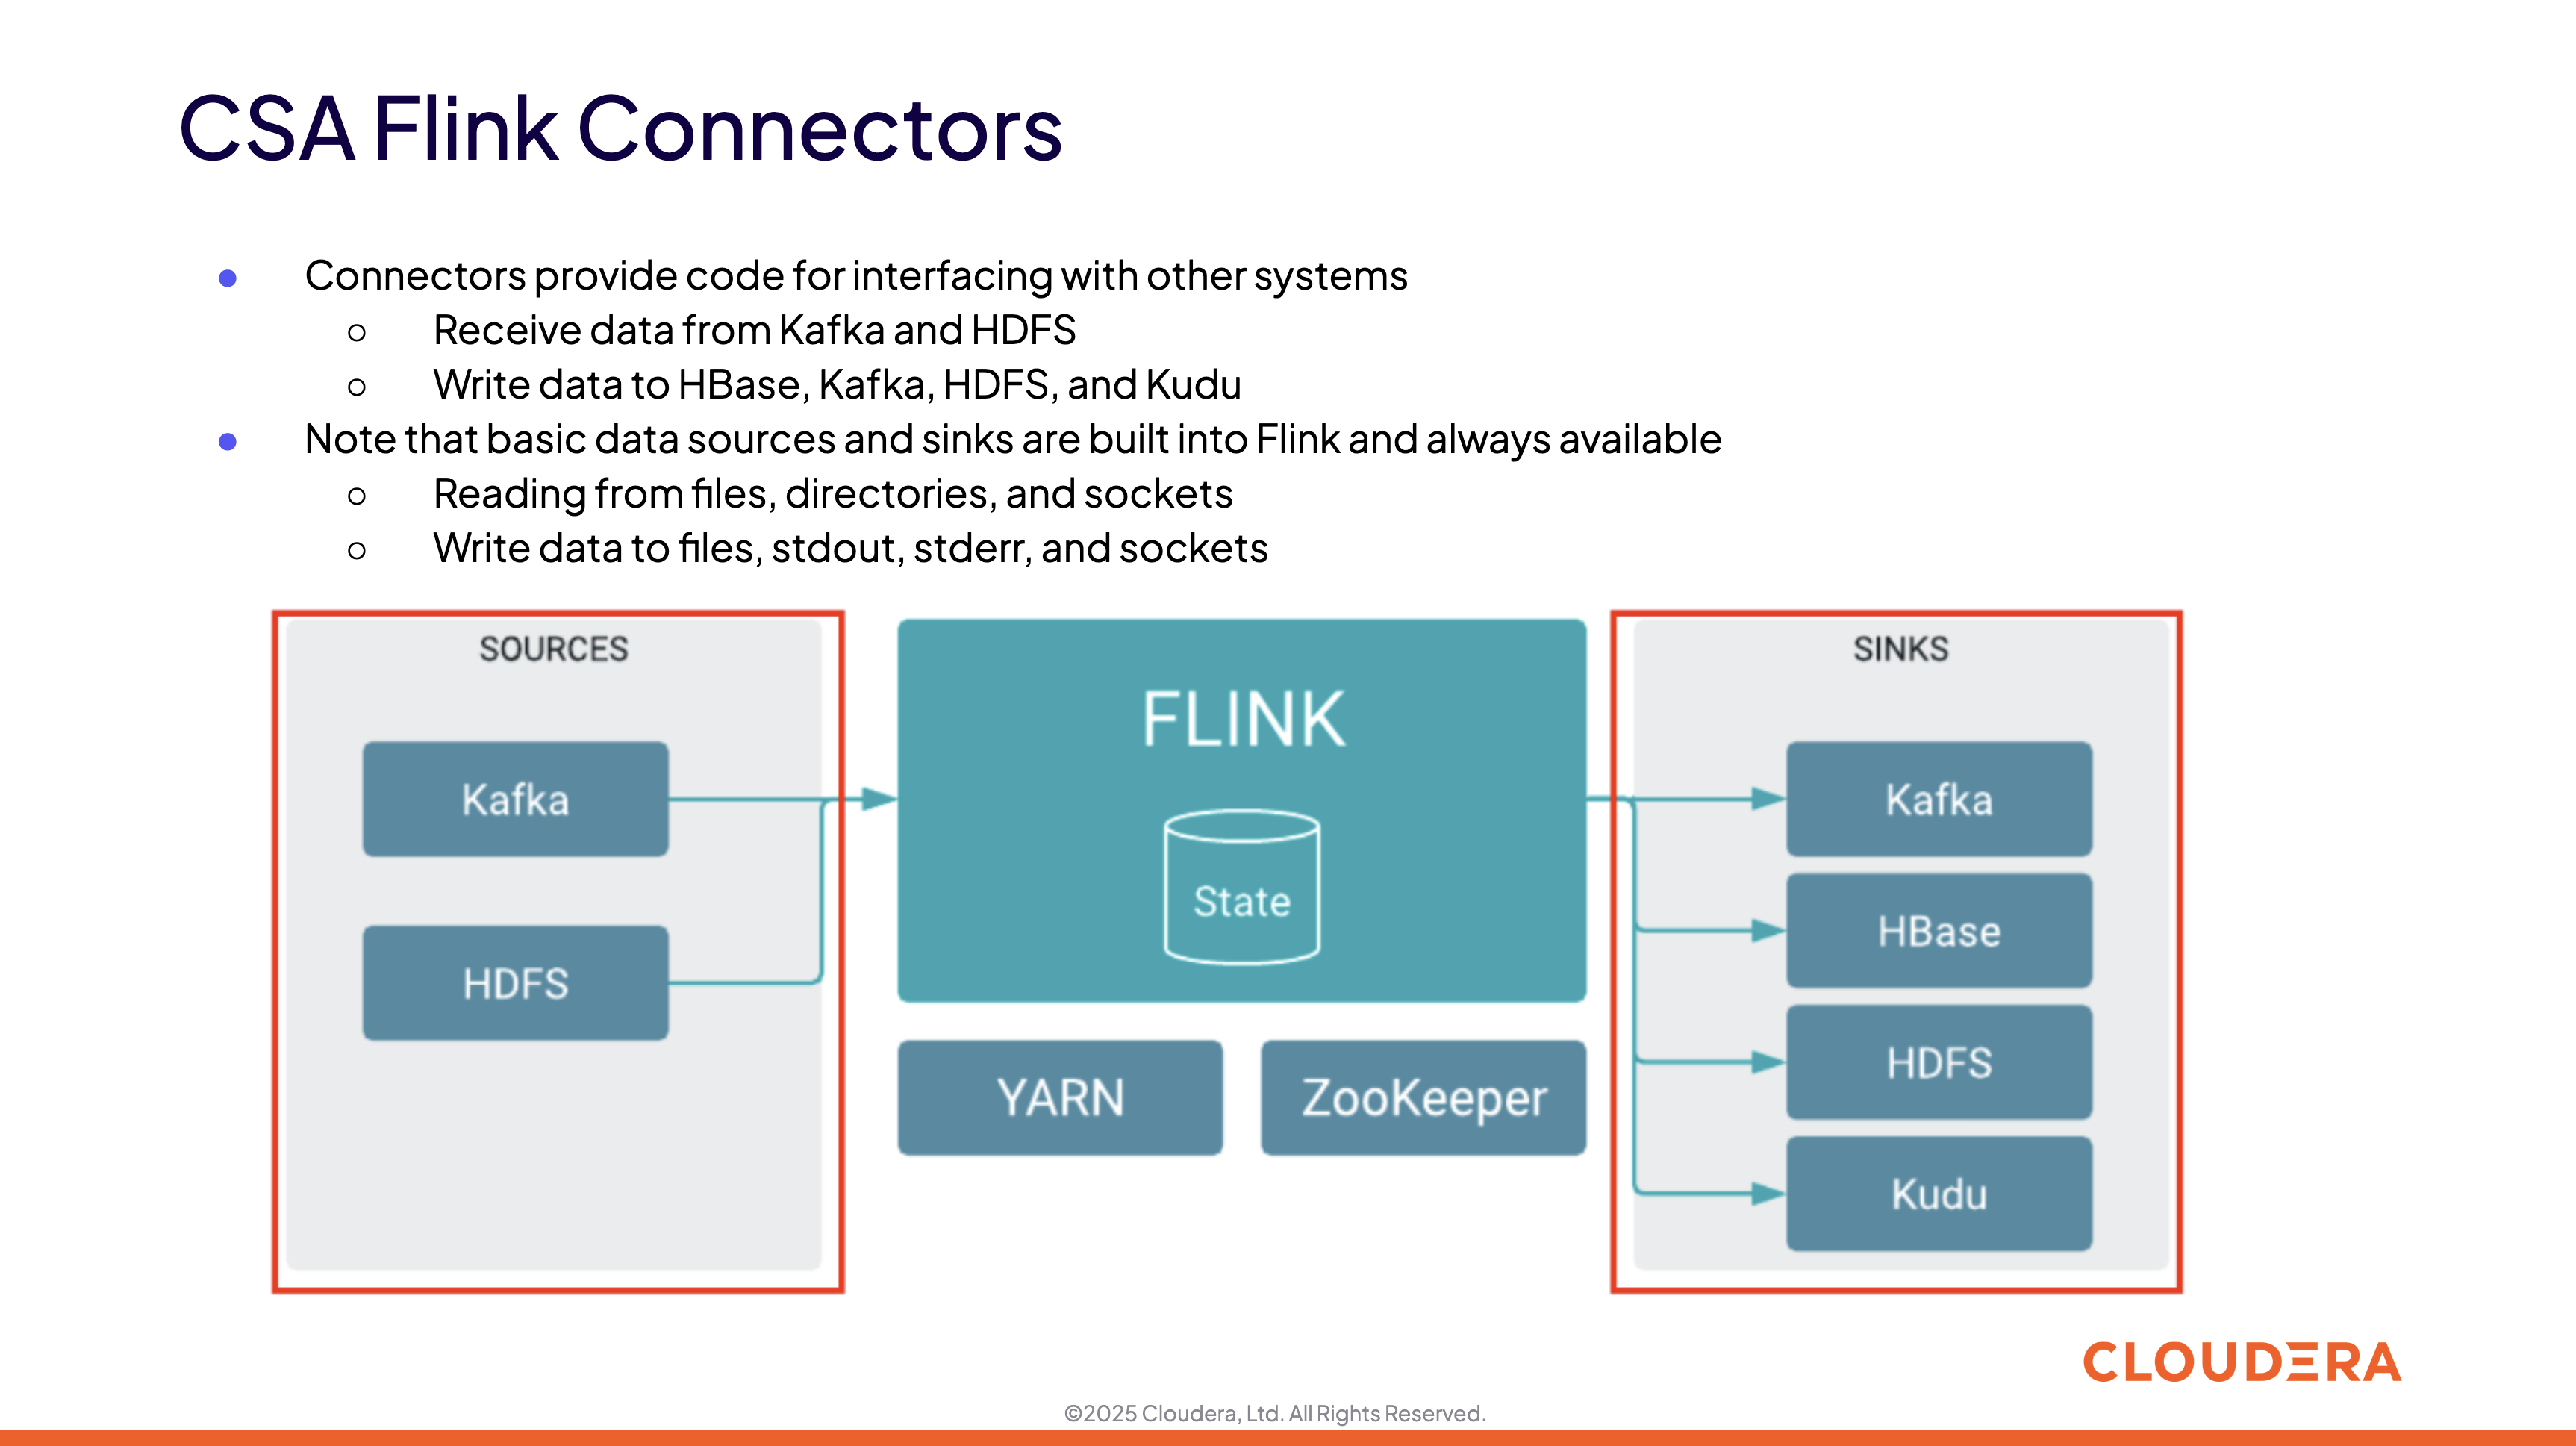 CSA Flink Connectors
● Connectors provide code for interfacing with other systems
○ Receive data from Kafka and HDFS
○ Write data to HBase, Kafka, HDFS, and Kudu
● Note that basic data sources and sinks are built into Flink and always available
○ Reading from files, directories, and sockets
○ Write data to files, stdout, stderr, and sockets
SOURCES
Kafka
HDFS
FLINK
State
YARN
ZooKeeper
SINKS
Kafka
HBase
HDFS
Kudu
CLOUDERA
©2025 Cloudera, Ltd. All Rights Reserved.